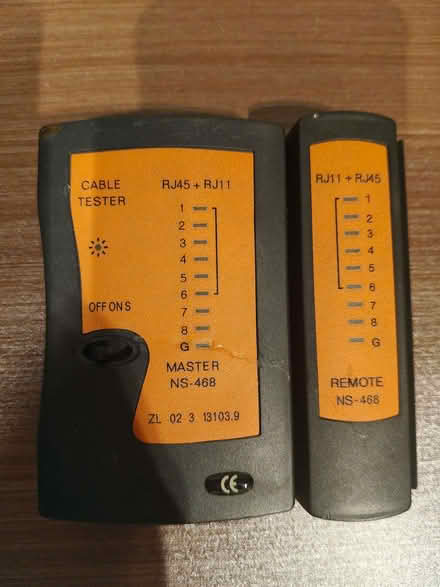 CABLE
TESTER
OFF ON S
RJ45 + RJ11
1
2
3
4
5
6
7
8
G
MASTER
NS-468
ZL 02 3 13103.9
CE
RJ11 + RJ45
1
2
3
4
5
6
7
8
G
REMOTE
NS-468